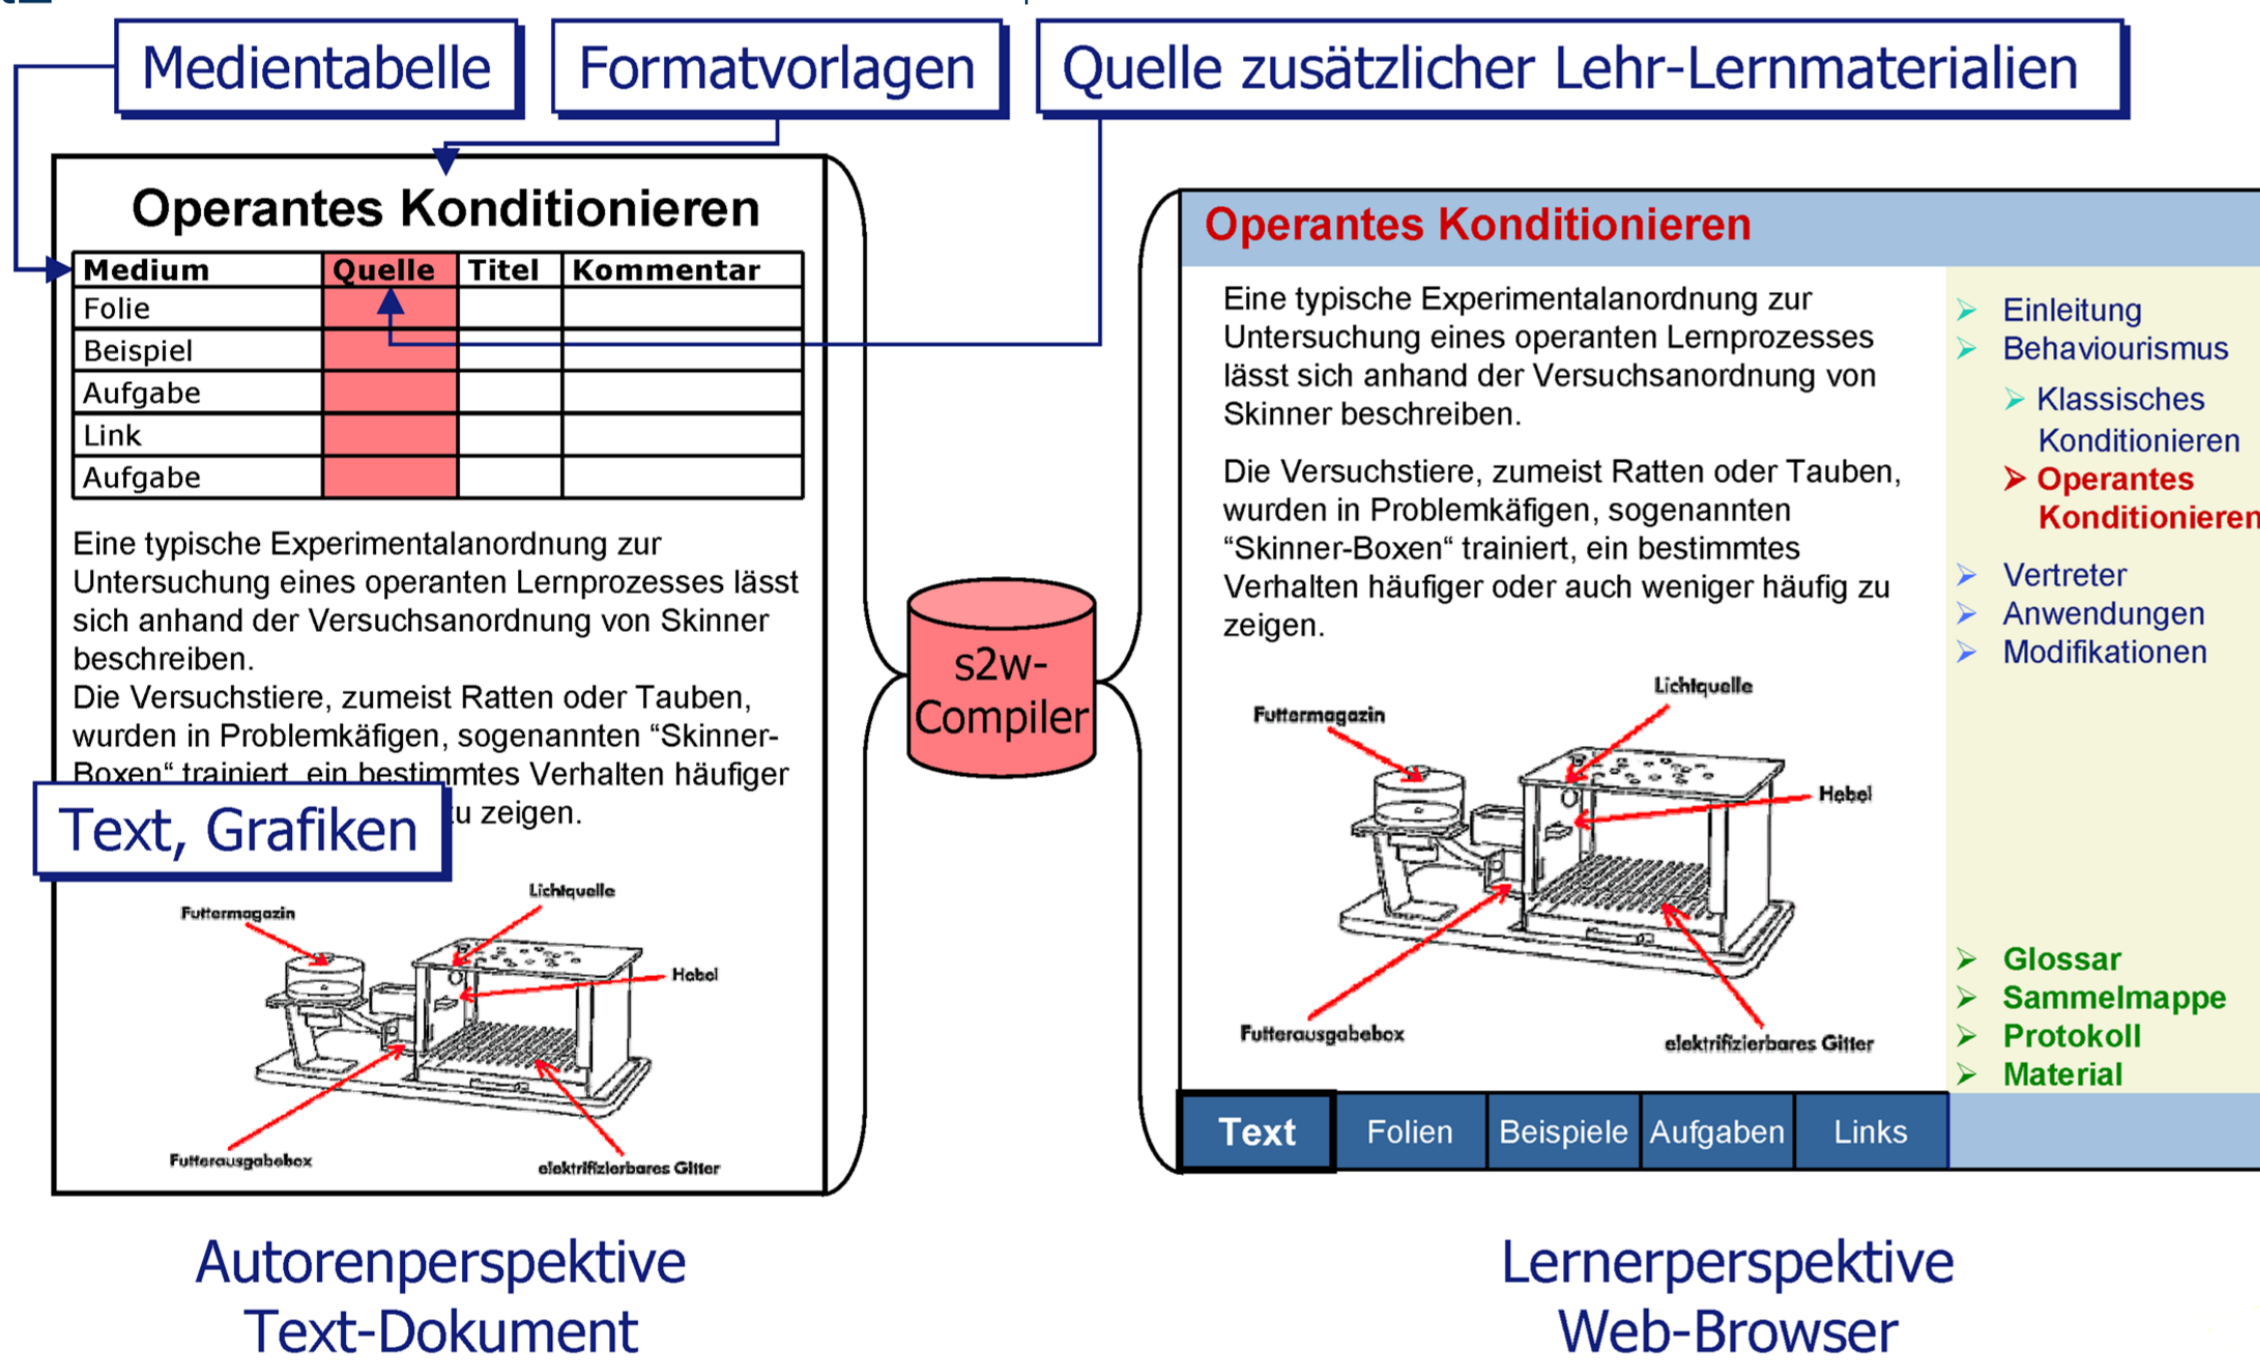 Medientabelle
Formatvorlagen
Quelle zusätzlicher Lehr-Lernmaterialien
Operantes Konditionieren
Medium Quelle Titel Kommentar
Folie
Beispiel
Aufgabe
Link
Aufgabe
Eine typische Experimentalanordnung zur
Untersuchung eines operanten Lernprozesses lässt
sich anhand der Versuchsanordnung von Skinner
beschreiben.
Die Versuchstiere, zumeist Ratten oder Tauben,
wurden in Problemkäfigen, sogenannten “Skinner-
Boxen“ trainiert, ein bestimmtes Verhalten häufiger
u zeigen.
Text, Grafiken
Lichtquelle
Futtermagazin
Hebel
Futterausgabebox
elektrifizierbares Gitter
Autorenperspektive
Text-Dokument
s2w-
Compiler
Operantes Konditionieren
Eine typische Experimentalanordnung zur
Untersuchung eines operanten Lernprozesses
lässt sich anhand der Versuchsanordnung von
Skinner beschreiben.
Die Versuchstiere, zumeist Ratten oder Tauben,
wurden in Problemkäfigen, sogenannten
“Skinner-Boxen“ trainiert, ein bestimmtes
Verhalten häufiger oder auch weniger häufig zu
zeigen.
Lichtquelle
Futtermagazin
Hebel
Futterausgabebox
elektrifizierbares Gitter
Einleitung
Behaviourismus
Klassisches
Konditionieren
Operantes
Konditionieren
Vertreter
Anwendungen
Modifikationen
Glossar
Sammelmappe
Protokoll
Material
Text Folien Beispiele Aufgaben Links
Lernerperspektive
Web-Browser